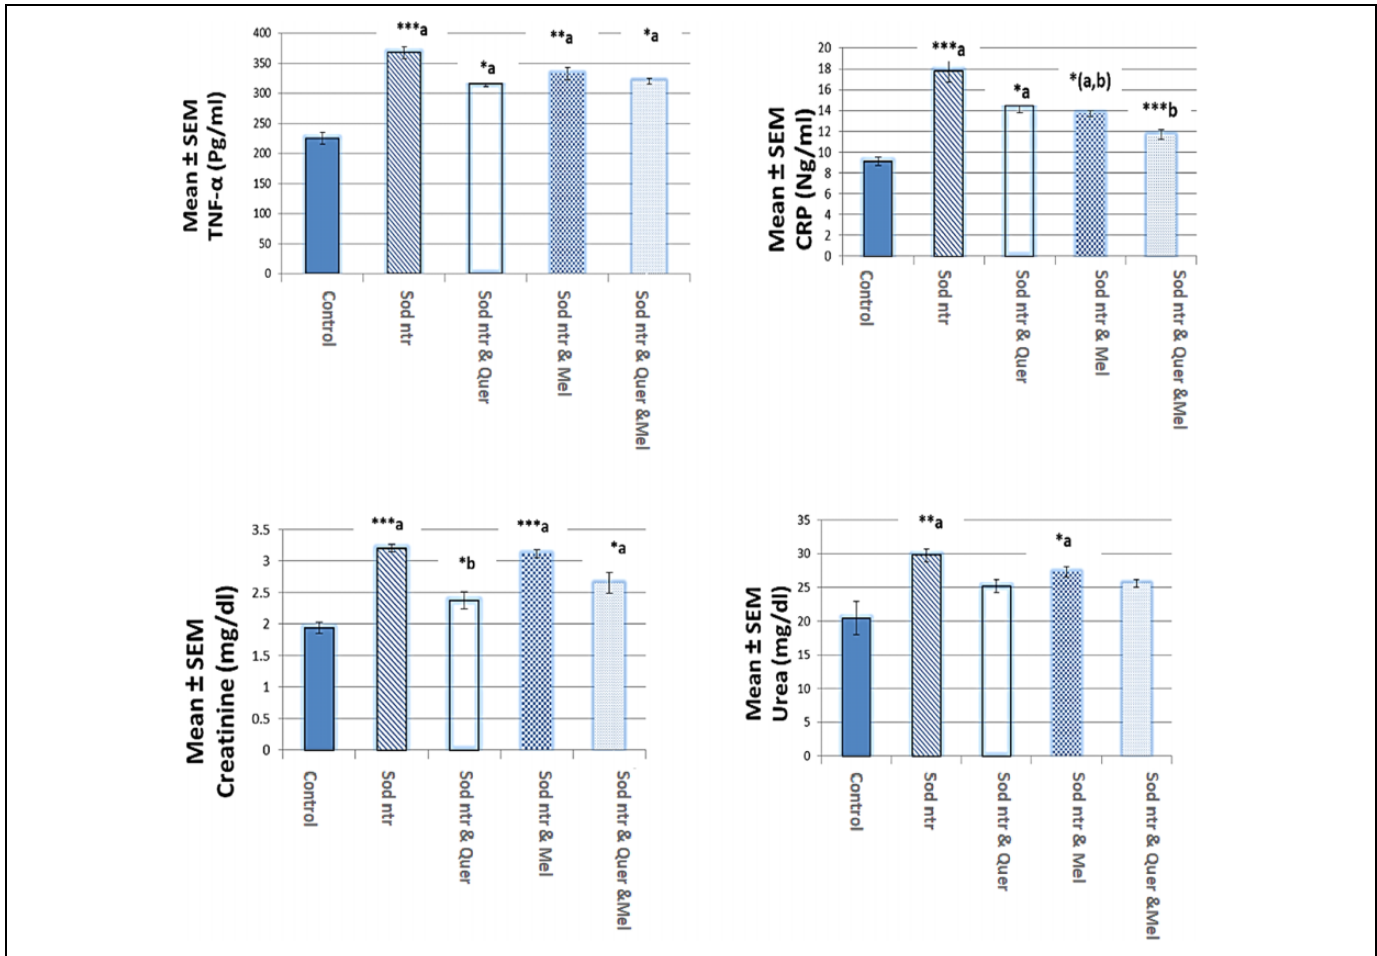 Mean ± SEM
TNF-α (Pg/ml)
400
350
300
250
200
150
100
50
0
***a
*a
**a
*a
Control
Sod ntr
Sod ntr & Quer
Sod ntr & Mel
Sod ntr & Quer &Mel
Mean ± SEM
CRP (Ng/ml)
20
18
16
14
12
10
8
6
4
2
0
***a
*a
*(a,b)
***b
Control
Sod ntr
Sod ntr & Quer
Sod ntr & Mel
Sod ntr & Quer &Mel
Mean ± SEM
Creatinine (mg/dl)
3.5
3
2.5
2
1.5
1
0.5
0
***a
*b
***a
*a
Control
Sod ntr
Sod ntr & Quer
Sod ntr & Mel
Sod ntr & Quer &Mel
Mean ± SEM
Urea (mg/dl)
35
30
25
20
15
10
5
0
**a
*a
Control
Sod ntr
Sod ntr & Quer
Sod ntr & Mel
Sod ntr & Quer &Mel